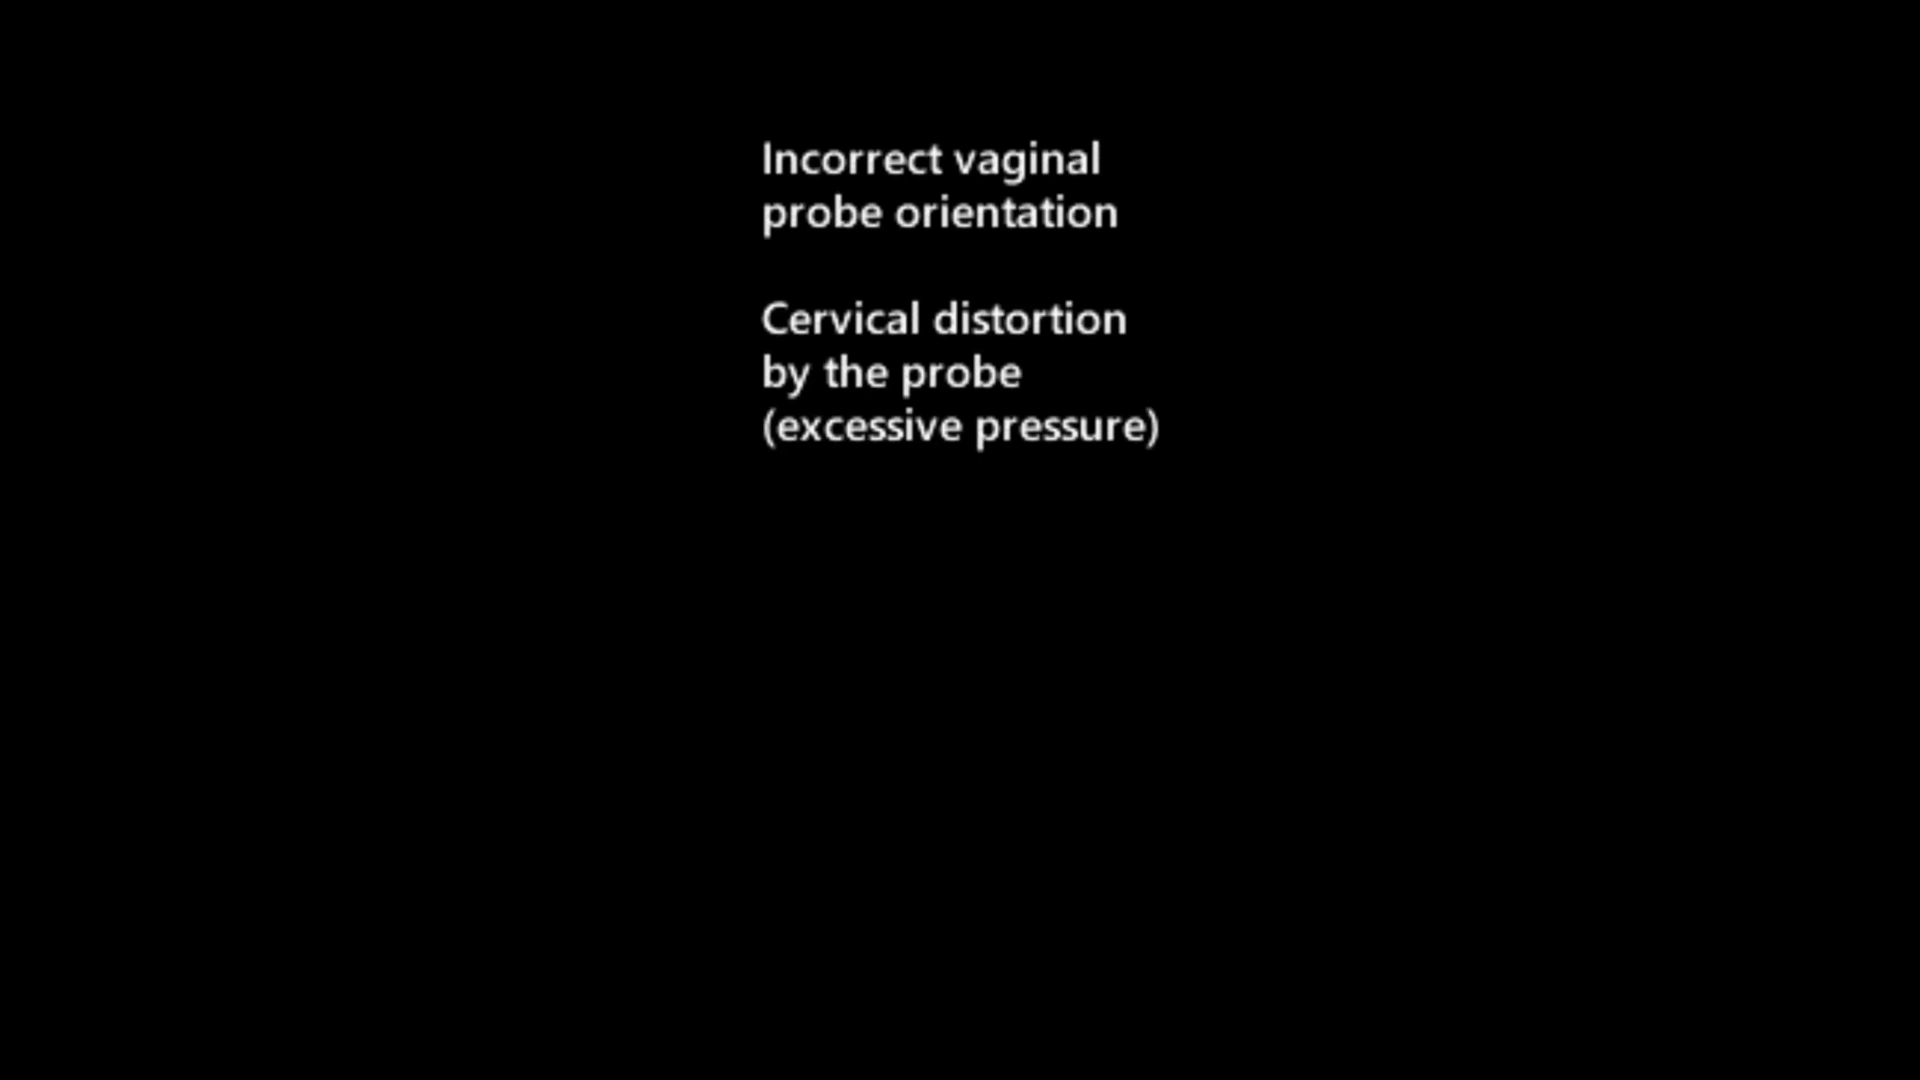 Incorrect vaginal
probe orientation
Cervical distortion
by the probe
(excessive pressure)